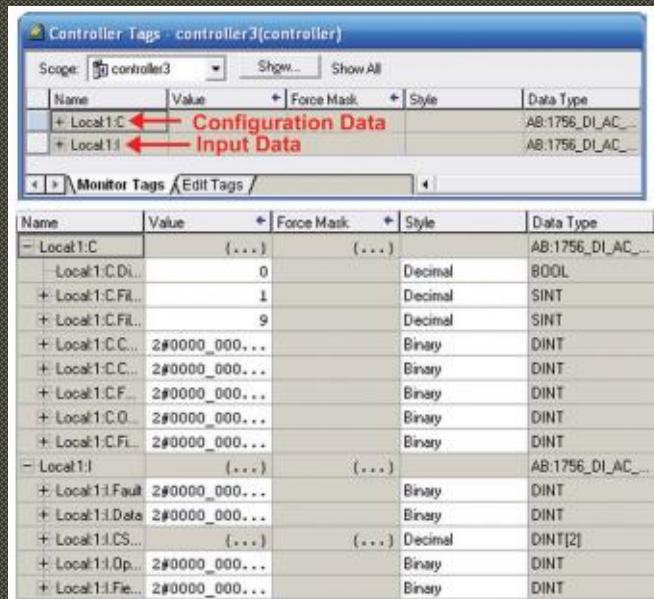 Controller Tags - controller3(controller)
Scope: controller3 Show... Show All
Name Value Force Mask Style Data Type
+ Local:1:C Configuration Data AB:1756_DI_AC_...
+ Local:1:I Input Data AB:1756_DI_AC_...
Monitor Tags Edit Tags
Name Value Force Mask Style Data Type
- Local:1:C {...} {...} AB:1756_DI_AC_...
Local:1:C.Di... 0 Decimal BOOL
+ Local:1:C.Fil... 1 Decimal SINT
+ Local:1:C.Fil... 9 Decimal SINT
+ Local:1:C.C... 2#0000_000... Binary DINT
+ Local:1:C.C... 2#0000_000... Binary DINT
+ Local:1:C.F... 2#0000_000... Binary DINT
+ Local:1:C.O... 2#0000_000... Binary DINT
+ Local:1:C.Fi... 2#0000_000... Binary DINT
- Local:1:I {...} {...} AB:1756_DI_AC_...
+ Local:1:I.Fault 2#0000_000... Binary DINT
+ Local:1:I.Data 2#0000_000... Binary DINT
+ Local:1:I.CS... {...} {...} Decimal DINT[2]
+ Local:1:I.Op... 2#0000_000... Binary DINT
+ Local:1:I.Fie... 2#0000_000... Binary DINT